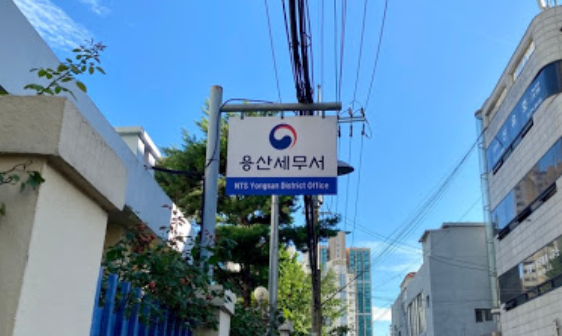 용산세무서
NTS Yongsan District Office